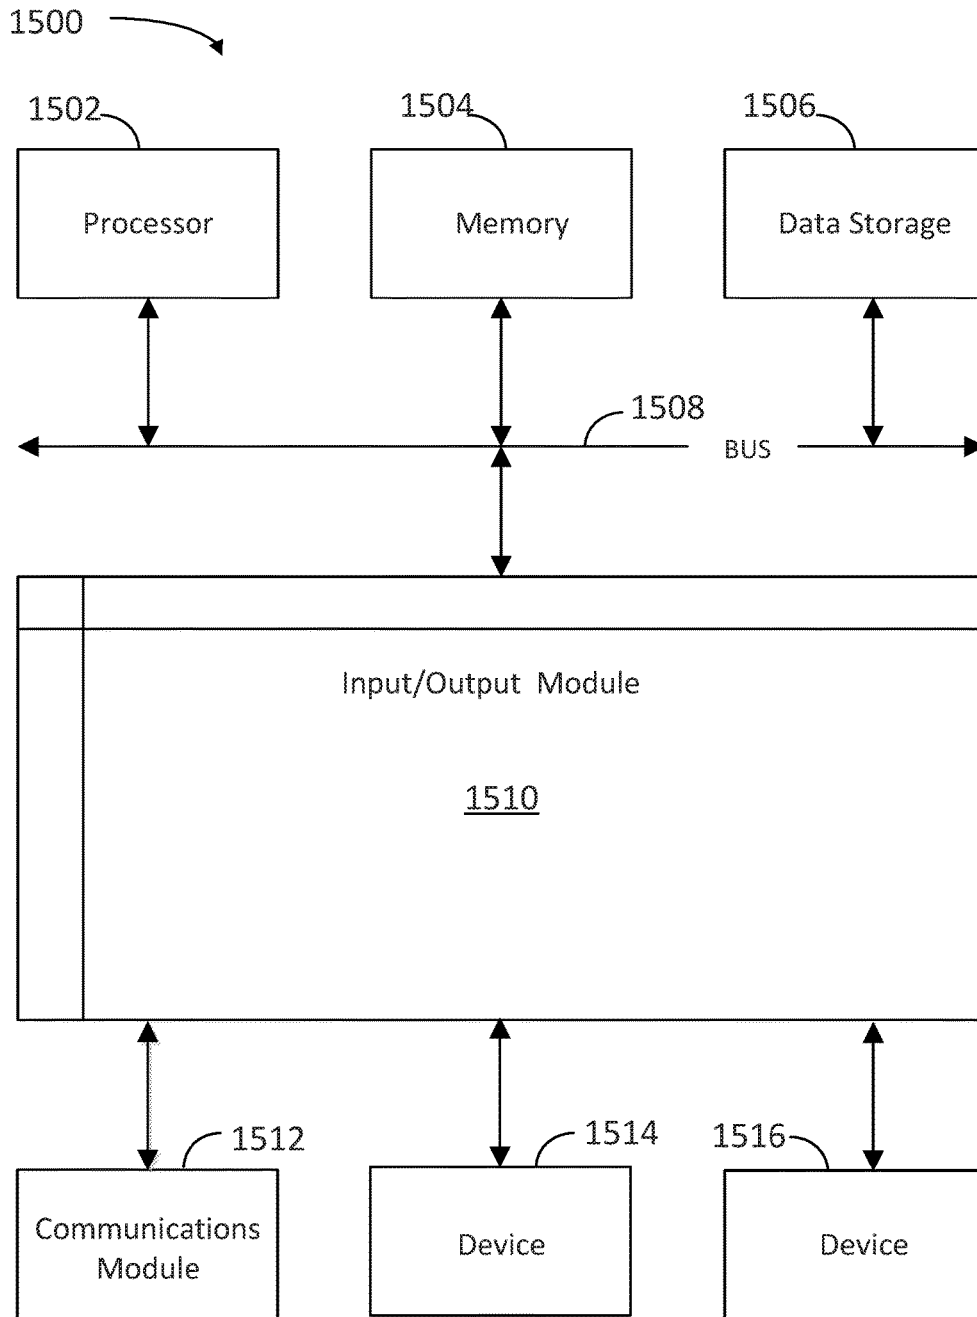 1500
1502
1504
1506
Processor
Memory
Data Storage
1508
BUS
Input/Output Module
1510
1512
1514
1516
Communications
Module
Device
Device